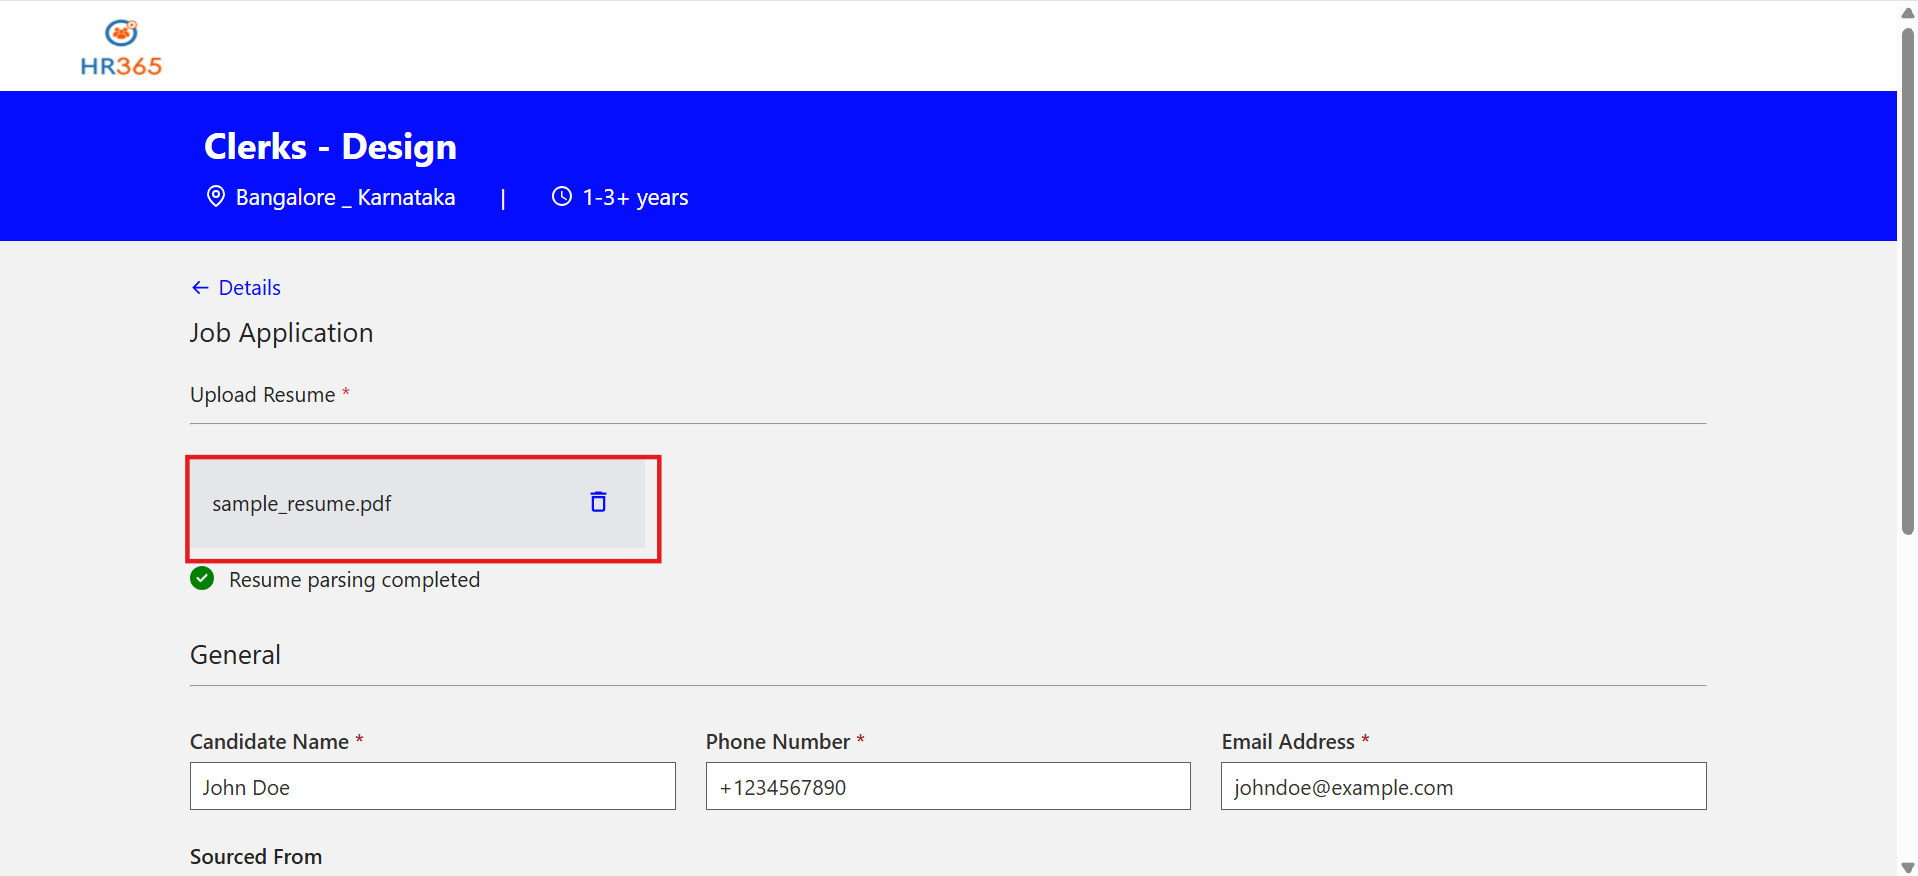 HR365
Clerks - Design
Bangalore _ Karnataka | 1-3+ years
← Details
Job Application
Upload Resume *
sample_resume.pdf
Resume parsing completed
General
Candidate Name * Phone Number * Email Address *
John Doe +1234567890 johndoe@example.com
Sourced From